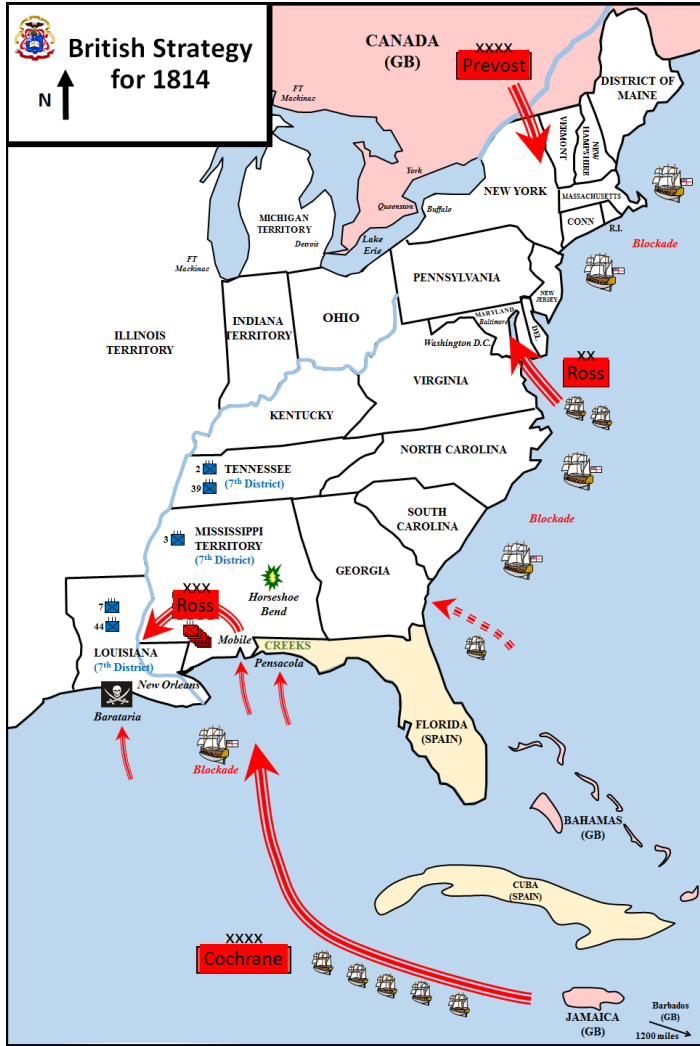 British Strategy
for 1814
N
CANADA
(GB)
XXXX
Prevost
DISTRICT OF
MAINE
FT
Mackinac
VERMONT
NEW
HAMPSHIRE
York
NEW YORK
MASSACHUSETTS
Queenston
Buffalo
MICHIGAN
TERRITORY
CONN
R.I.
Detroit
Lake
Erie
Blockade
FT
Mackinac
PENNSYLVANIA
NEW
JERSEY
MARYLAND
Baltimore
DEL
OHIO
INDIANA
TERRITORY
ILLINOIS
TERRITORY
Washington D.C.
XX
Ross
VIRGINIA
KENTUCKY
NORTH CAROLINA
2
TENNESSEE
(7th District)
39
SOUTH
CAROLINA
Blockade
MISSISSIPPI
TERRITORY
(7th District)
3
GEORGIA
Horseshoe
Bend
XXX
Ross
7
44
Mobile
CREEKS
LOUISIANA
(7th District)
Pensacola
New Orleans
Barataria
FLORIDA
(SPAIN)
Blockade
BAHAMAS
(GB)
CUBA
(SPAIN)
XXXX
Cochrane
JAMAICA
(GB)
Barbados
(GB)
1200 miles